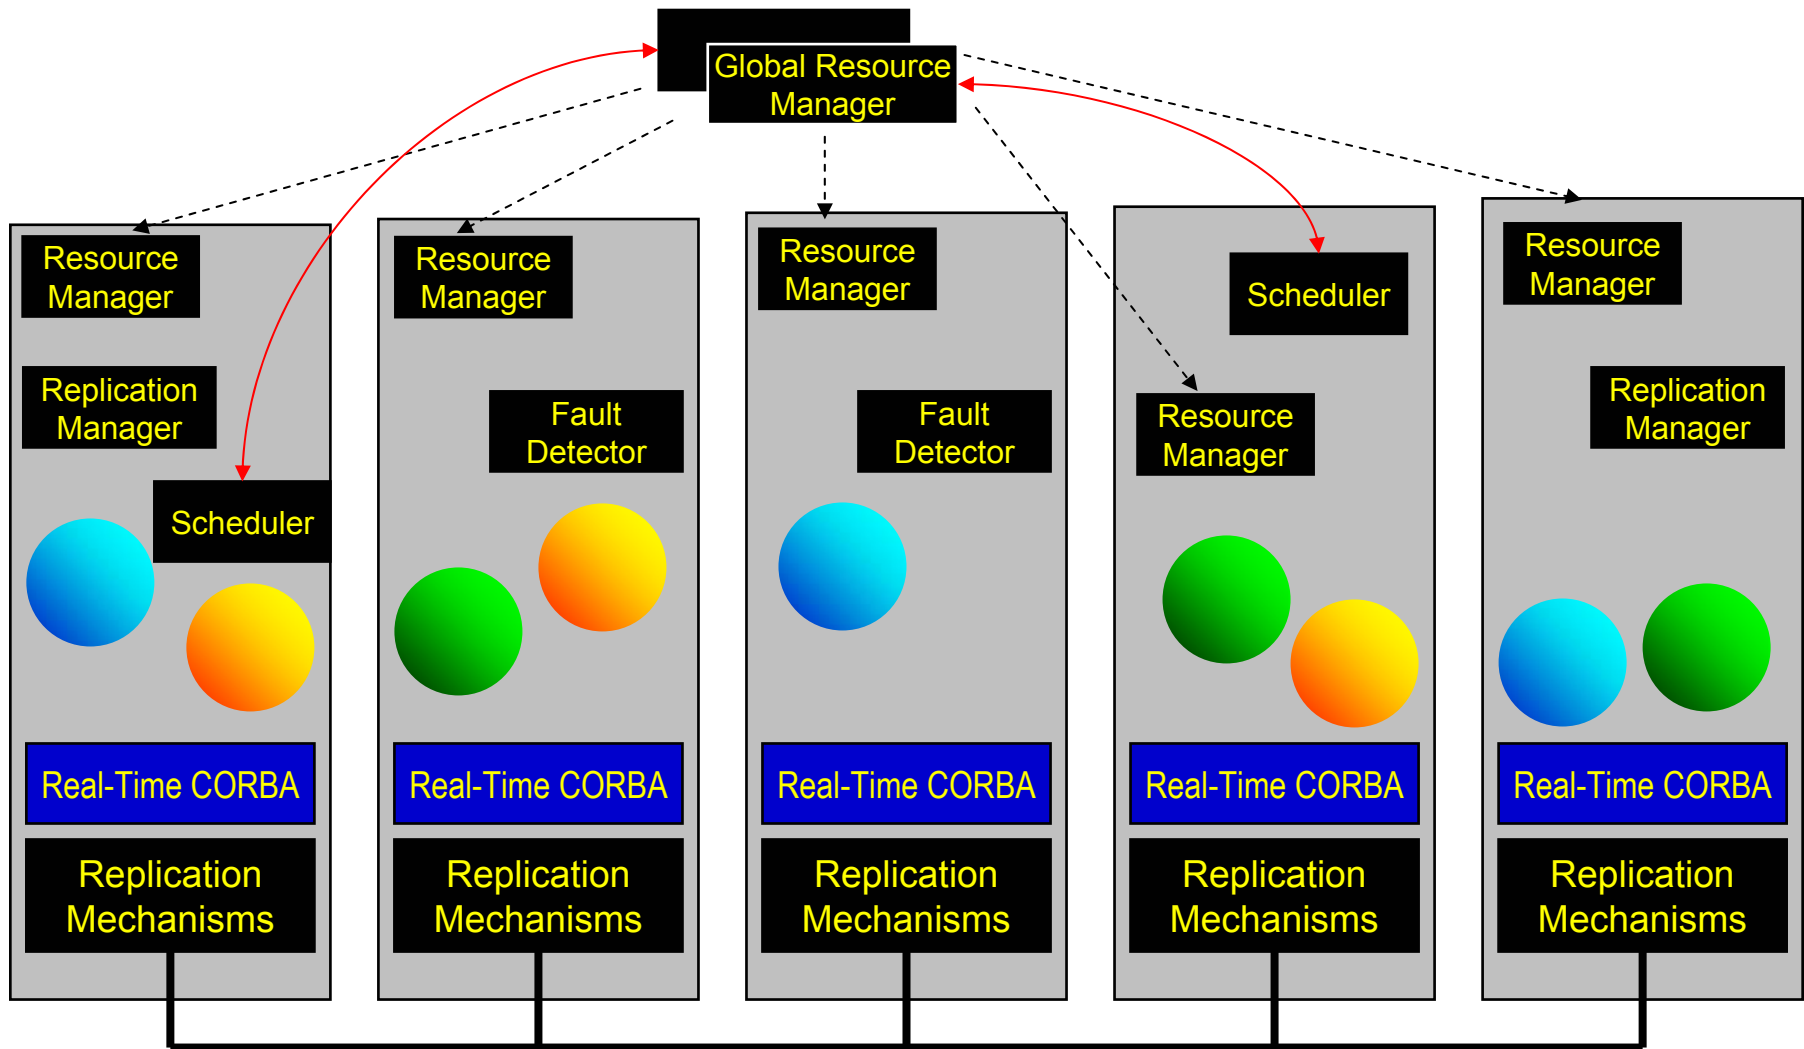 Global Resource
Manager
Resource
Manager
Replication
Manager
Scheduler
Real-Time CORBA
Replication
Mechanisms
Resource
Manager
Fault
Detector
Real-Time CORBA
Replication
Mechanisms
Resource
Manager
Fault
Detector
Real-Time CORBA
Replication
Mechanisms
Scheduler
Resource
Manager
Real-Time CORBA
Replication
Mechanisms
Resource
Manager
Replication
Manager
Real-Time CORBA
Replication
Mechanisms